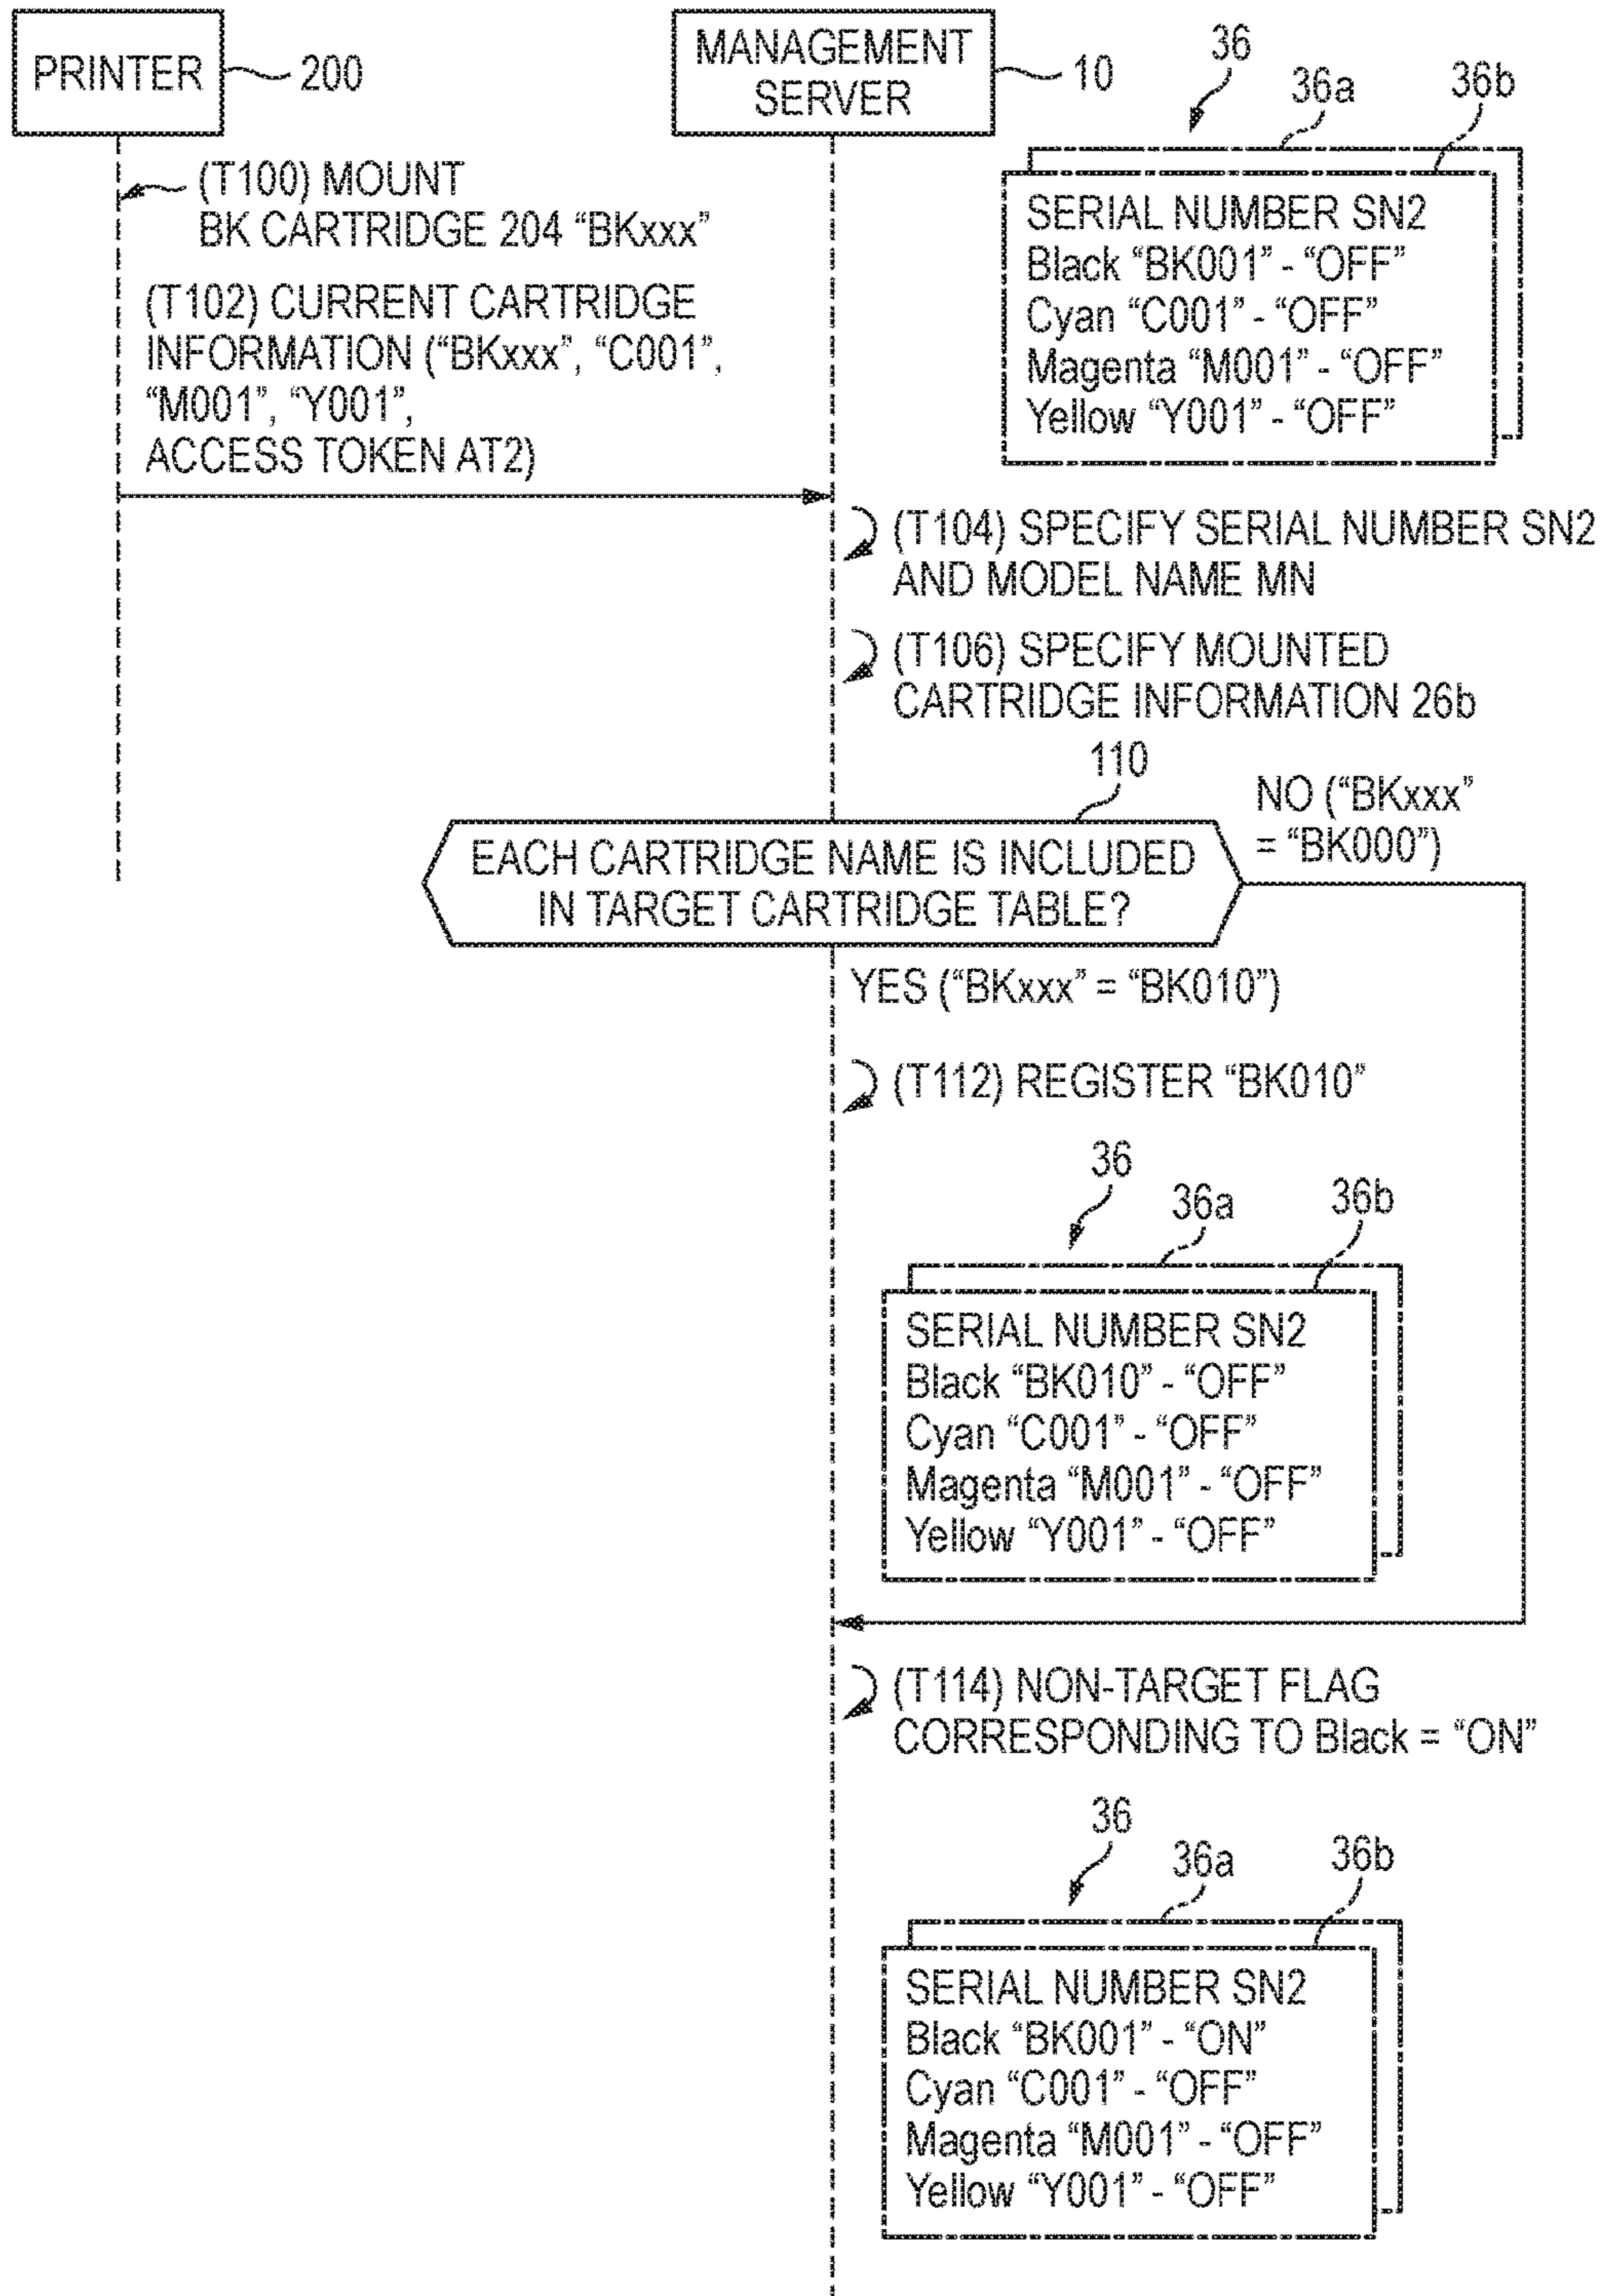 PRINTER
200
MANAGEMENT
SERVER
10
36
36a
36b
(T100) MOUNT
BK CARTRIDGE 204 “BKxxx”
SERIAL NUMBER SN2
Black “BK001” - “OFF”
Cyan “C001” - “OFF”
Magenta “M001” - “OFF”
Yellow “Y001” - “OFF”
(T102) CURRENT CARTRIDGE
INFORMATION (“BKxxx”, “C001”,
“M001”, “Y001”,
ACCESS TOKEN AT2)
(T104) SPECIFY SERIAL NUMBER SN2
AND MODEL NAME MN
(T106) SPECIFY MOUNTED
CARTRIDGE INFORMATION 26b
110
NO (“BKxxx”
= “BK000”)
EACH CARTRIDGE NAME IS INCLUDED
IN TARGET CARTRIDGE TABLE?
YES (“BKxxx” = “BK010”)
(T112) REGISTER “BK010”
36
36a
36b
SERIAL NUMBER SN2
Black “BK010” - “OFF”
Cyan “C001” - “OFF”
Magenta “M001” - “OFF”
Yellow “Y001” - “OFF”
(T114) NON-TARGET FLAG
CORRESPONDING TO Black = “ON”
36
36a
36b
SERIAL NUMBER SN2
Black “BK001” - “ON”
Cyan “C001” - “OFF”
Magenta “M001” - “OFF”
Yellow “Y001” - “OFF”